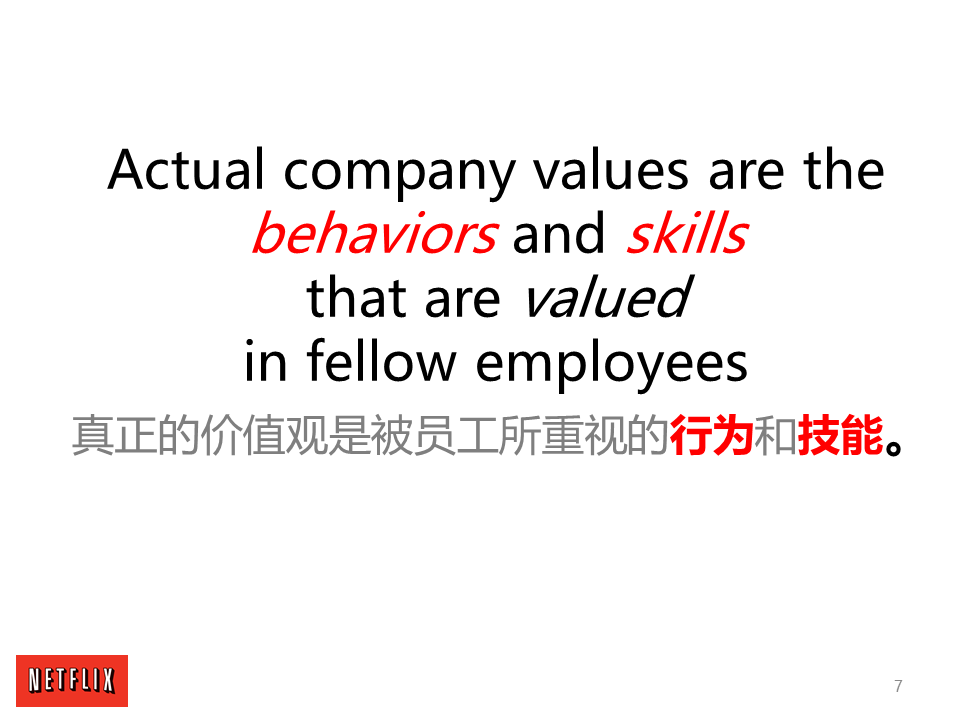 Actual company values are the
behaviors and skills
that are valued
in fellow employees
真正的价值观是被员工所重视的行为和技能。
NETFLIX
7